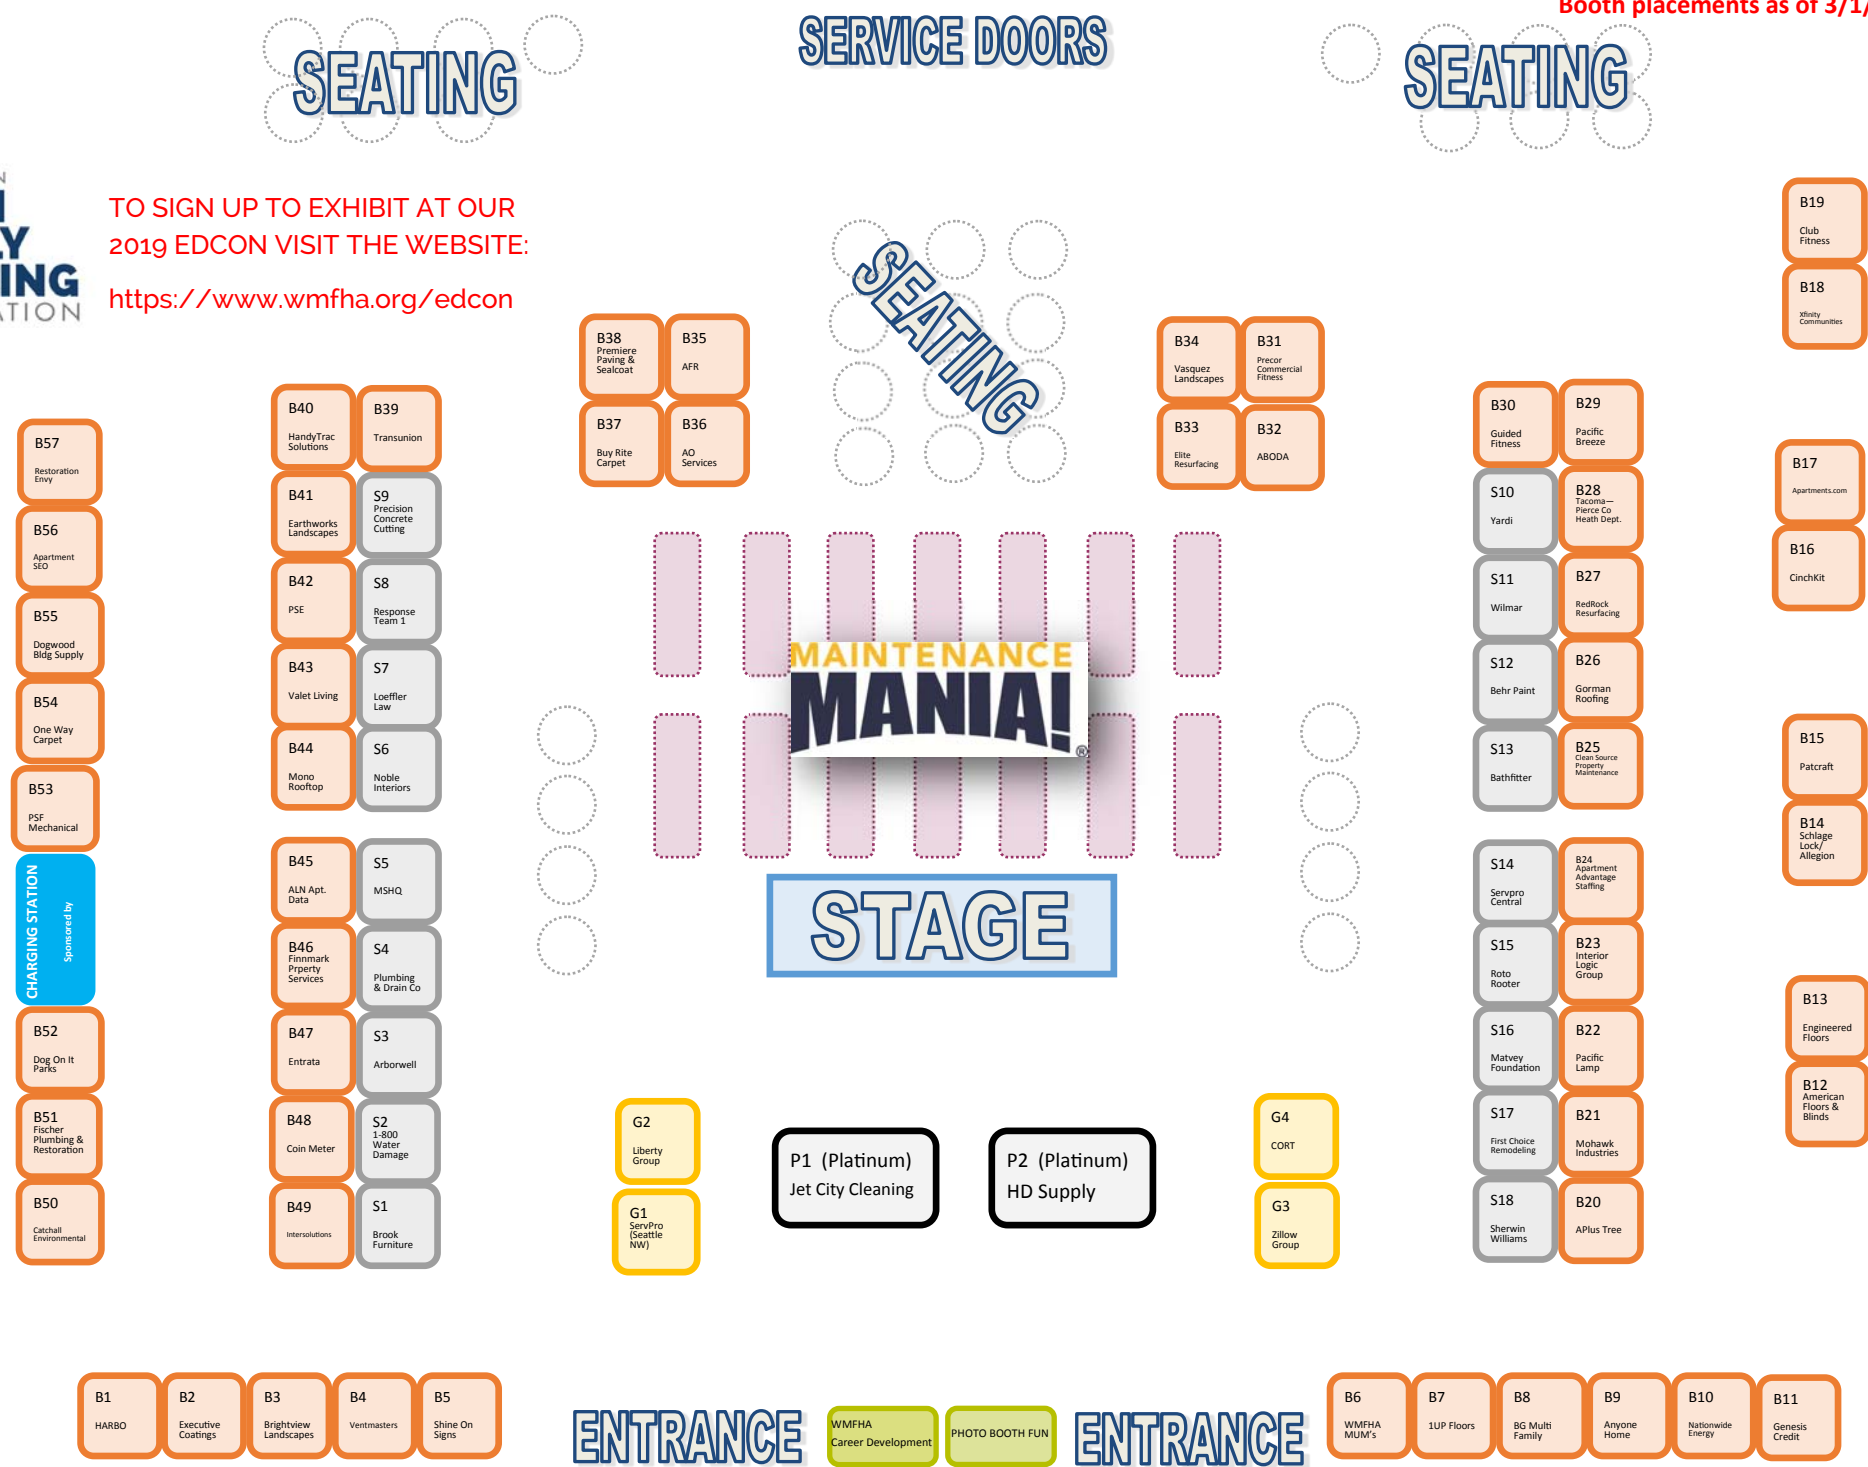 Booth placements as of 3/1/
SEATING
SERVICE DOORS
SEATING
N
LY
ING
ATION
TO SIGN UP TO EXHIBIT AT OUR
2019 EDCON VISIT THE WEBSITE:
https://www.wmfha.org/edcon
B19
Club
Fitness
B18
Xfinity
Communities
SEATING
B38
Premiere
Paving &
Sealcoat
B35
AFR
B37
Buy Rite
Carpet
B36
AO
Services
B34
Vasquez
Landscapes
B31
Precor
Commercial
Fitness
B33
Elite
Resurfacing
B32
ABODA
B57
Restoration
Envy
B56
Apartment
SEO
B55
Dogwood
Bldg Supply
B54
One Way
Carpet
B53
PSF
Mechanical
CHARGING STATION
Sponsored by
B52
Dog On It
Parks
B51
Fischer
Plumbing &
Restoration
B50
Catchall
Environmental
B40
HandyTrac
Solutions
B39
Transunion
B41
Earthworks
Landscapes
S9
Precision
Concrete
Cutting
B42
PSE
S8
Response
Team 1
B43
Valet Living
S7
Loeffler
Law
B44
Mono
Rooftop
S6
Noble
Interiors
B45
ALN Apt.
Data
S5
MSHQ
B46
Finnmark
Prperty
Services
S4
Plumbing
& Drain Co
B47
Entrata
S3
Arborwell
B48
Coin Meter
S2
1-800
Water
Damage
B49
Intersolutions
S1
Brook
Furniture
MAINTENANCE
MANIA!
®
STAGE
G2
Liberty
Group
G1
ServPro
(Seattle
NW)
P1 (Platinum)
Jet City Cleaning
P2 (Platinum)
HD Supply
G4
CORT
G3
Zillow
Group
B30
Guided
Fitness
B29
Pacific
Breeze
S10
Yardi
B28
Tacoma—
Pierce Co
Heath Dept.
S11
Wilmar
B27
RedRock
Resurfacing
S12
Behr Paint
B26
Gorman
Roofing
S13
Bathfitter
B25
Clean Source
Property
Maintenance
S14
Servpro
Central
B24
Apartment
Advantage
Staffing
S15
Roto
Rooter
B23
Interior
Logic
Group
S16
Matvey
Foundation
B22
Pacific
Lamp
S17
First Choice
Remodeling
B21
Mohawk
Industries
S18
Sherwin
Williams
B20
APlus Tree
B17
Apartments.com
B16
CinchKit
B15
Patcraft
B14
Schlage
Lock/
Allegion
B13
Engineered
Floors
B12
American
Floors &
Blinds
B1
HARBO
B2
Executive
Coatings
B3
Brightview
Landscapes
B4
Ventmasters
B5
Shine On
Signs
ENTRANCE
WMFHA
Career Development
PHOTO BOOTH FUN
ENTRANCE
B6
WMFHA
MUM's
B7
1UP Floors
B8
BG Multi
Family
B9
Anyone
Home
B10
Nationwide
Energy
B11
Genesis
Credit